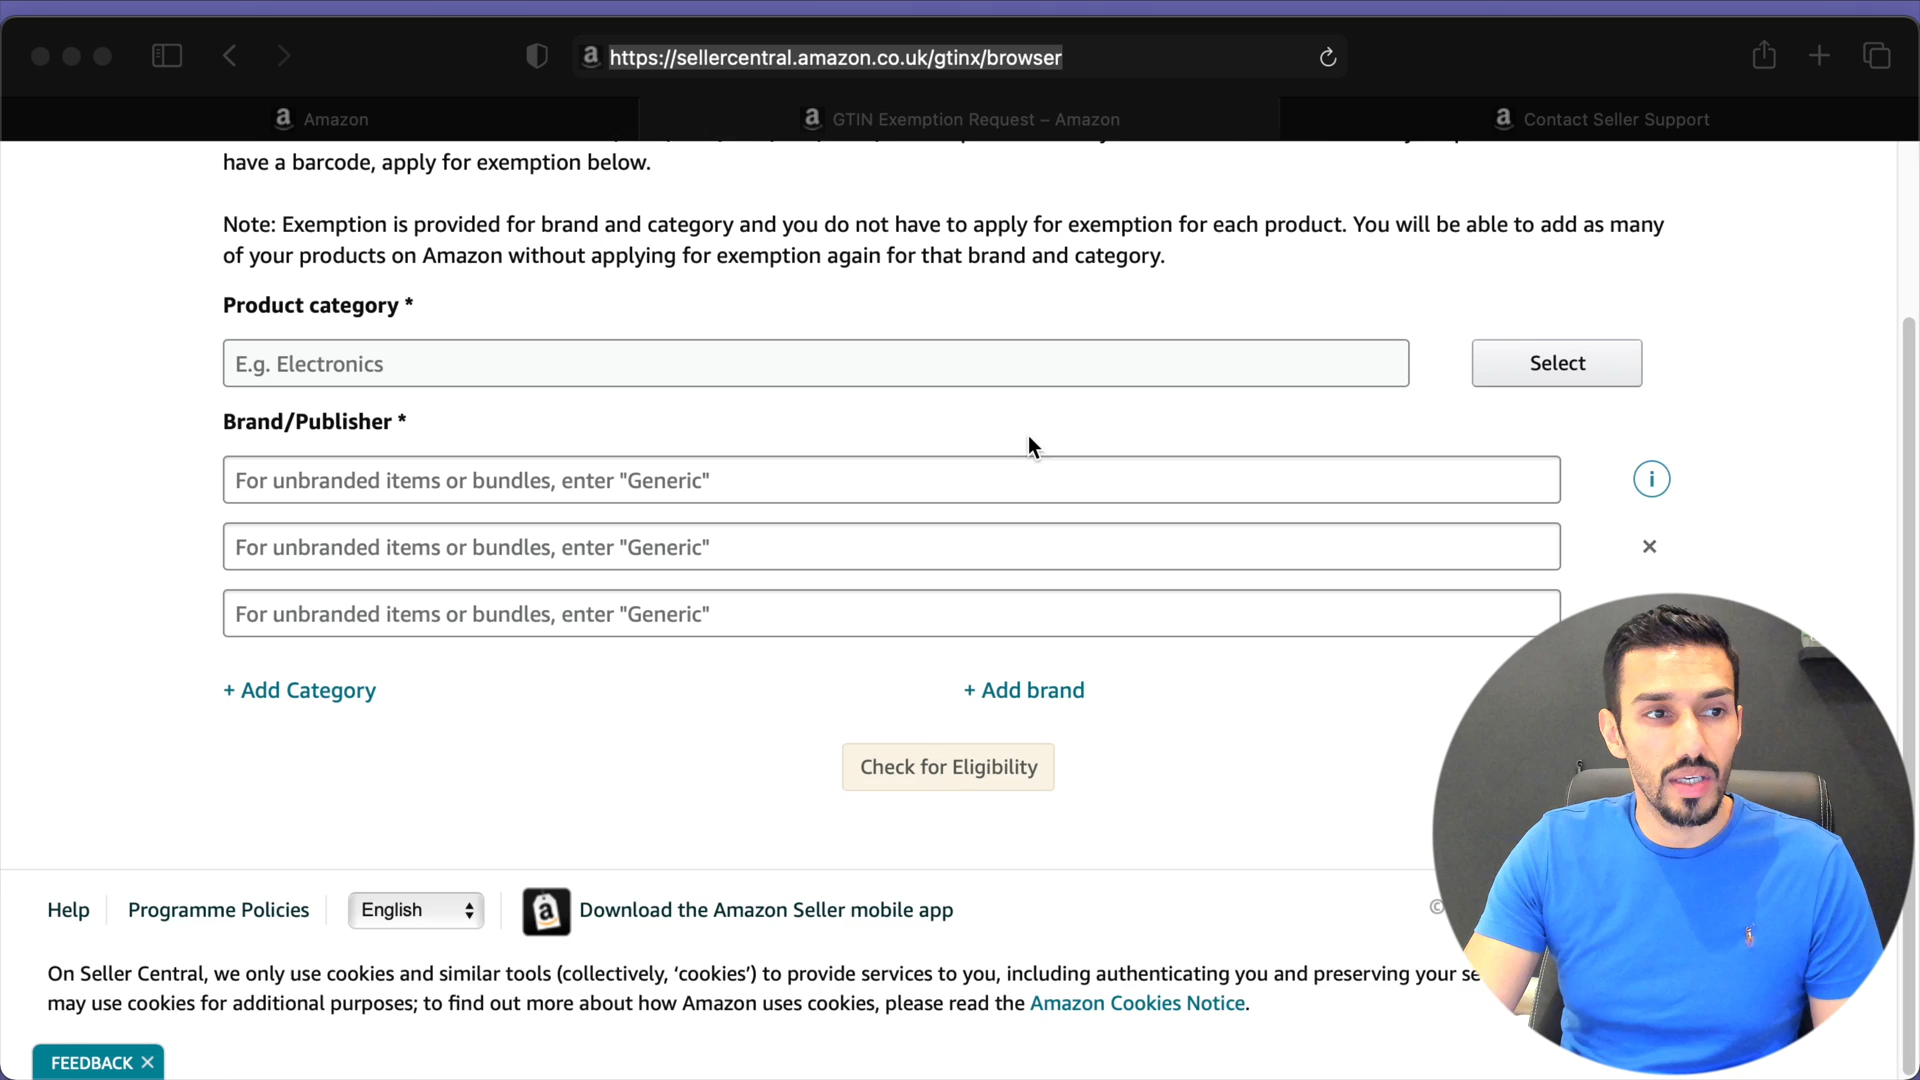 https://sellercentral.amazon.co.uk/gtinx/browser
Amazon
GTIN Exemption Request – Amazon
Contact Seller Support
have a barcode, apply for exemption below.
Note: Exemption is provided for brand and category and you do not have to apply for exemption for each product. You will be able to add as many
of your products on Amazon without applying for exemption again for that brand and category.
Product category *
E.g. Electronics
Select
Brand/Publisher *
For unbranded items or bundles, enter "Generic"
For unbranded items or bundles, enter "Generic"
For unbranded items or bundles, enter "Generic"
+ Add Category
+ Add brand
Check for Eligibility
Help
Programme Policies
English
Download the Amazon Seller mobile app
©
On Seller Central, we only use cookies and similar tools (collectively, ‘cookies’) to provide services to you, including authenticating you and preserving your se
may use cookies for additional purposes; to find out more about how Amazon uses cookies, please read the Amazon Cookies Notice.
FEEDBACK ×